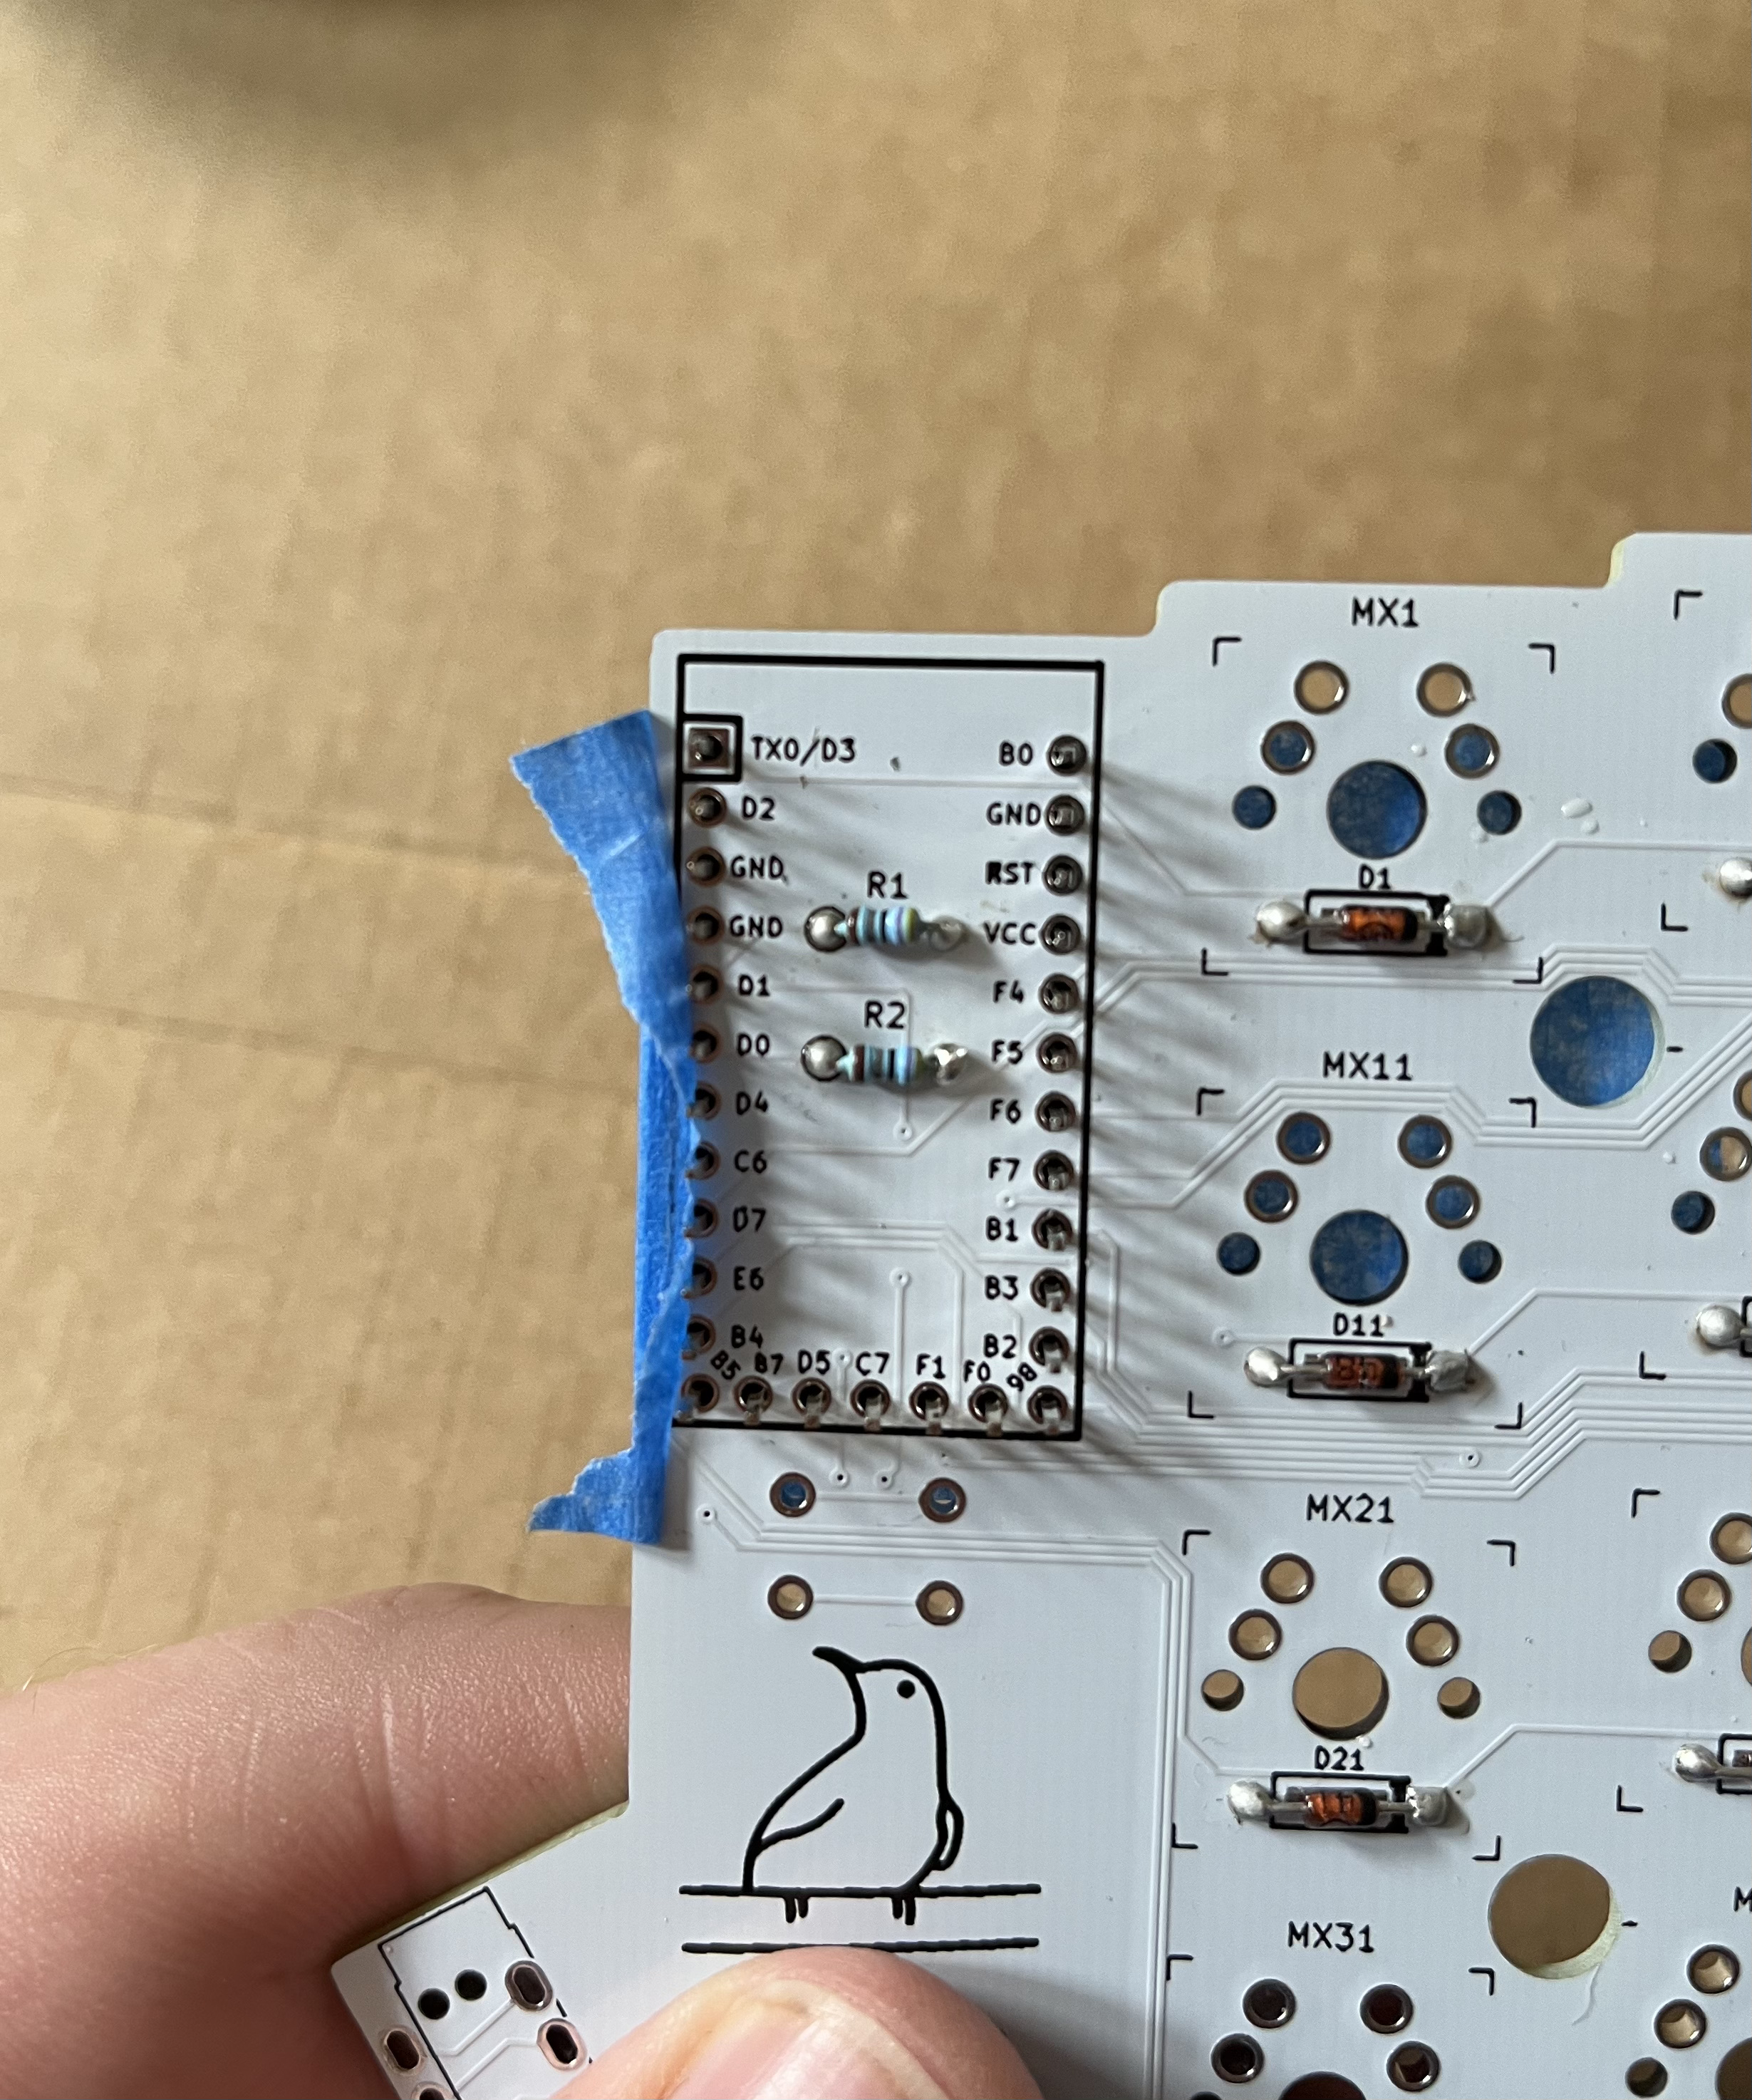 MX1
TX0/D3 B0
D2 GND
GND RST
R1 D1
GND VCC
D1 F4
R2
D0 F5
MX11
D4 F6
C6 F7
D7 B1
E6 B3
D11
B4 B2
B5 B7 D5 C7 F1 F0 B6
MX21
D21
MX31